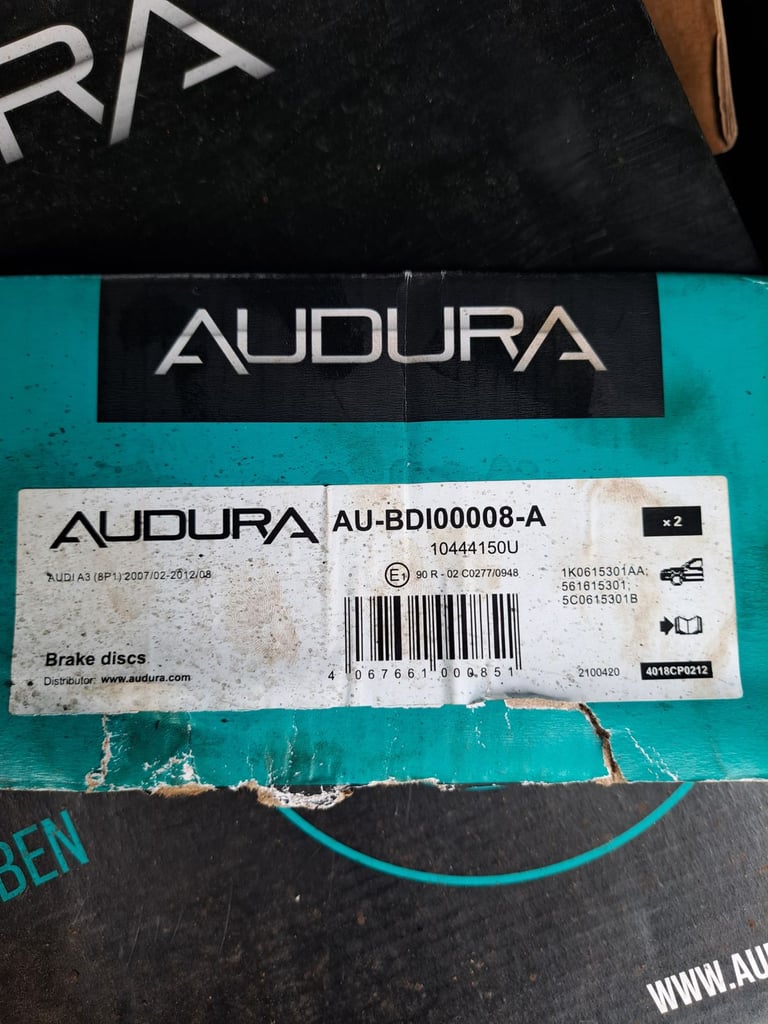 RA
AUDURA
AUDURA
AU-BDI00008-A
x 2
10444150U
AUDI A3 (8P1) 2007/02-2012/08
E1 90 R - 02 C0277/0948
1K0615301AA;
561615301;
5C0615301B
Brake discs
Distributor: www.audura.com
4 067661 000851
2100420
4018CP0212
BEN
WWW.AU